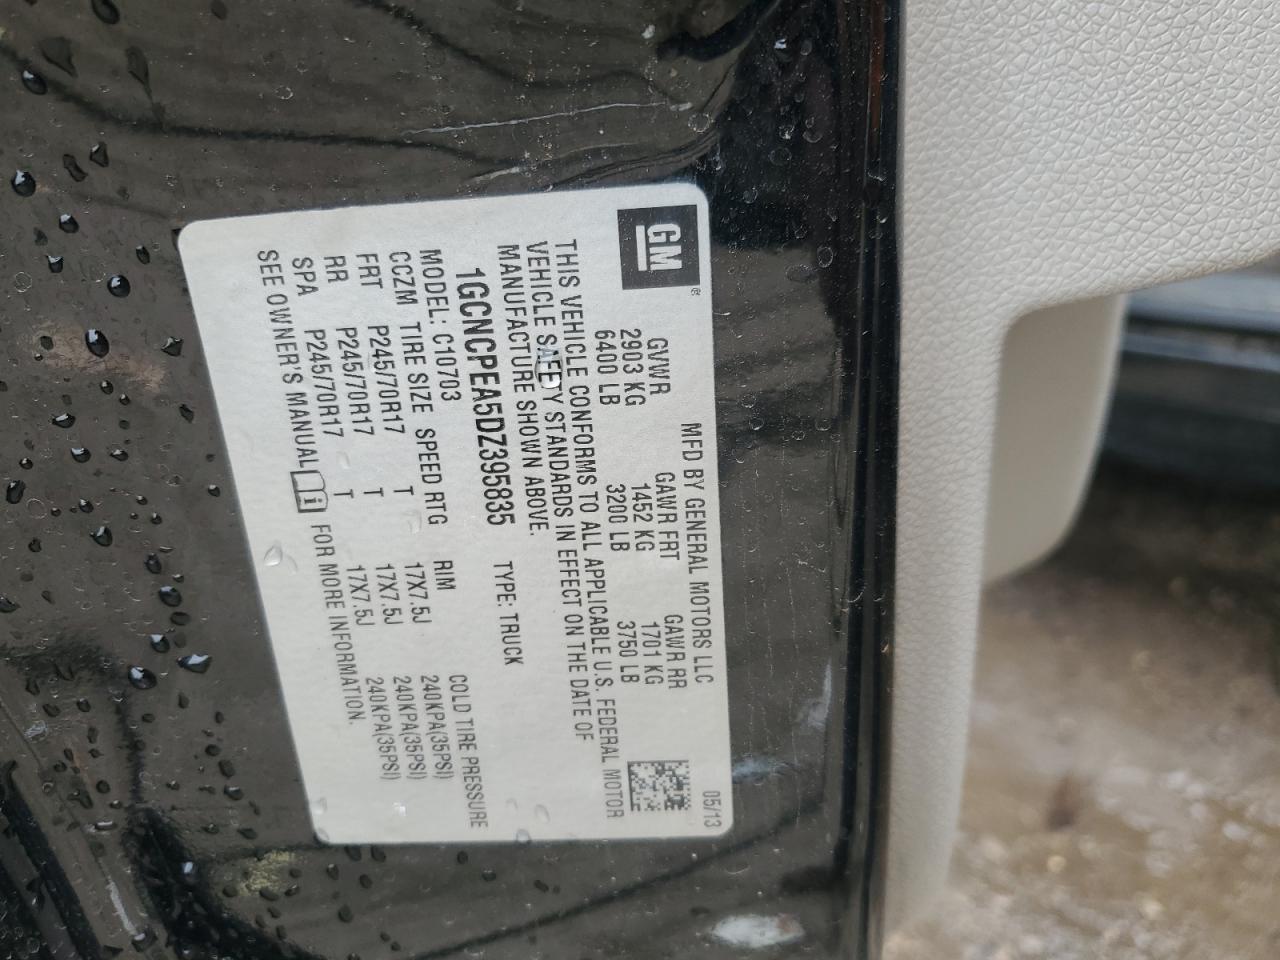 GM®
MFD BY GENERAL MOTORS LLC 05/13
GVWR GAWR FRT GAWR RR
2903 KG 1452 KG 1701 KG
6400 LB 3200 LB 3750 LB
THIS VEHICLE CONFORMS TO ALL APPLICABLE U.S. FEDERAL MOTOR
VEHICLE SAFETY STANDARDS IN EFFECT ON THE DATE OF
MANUFACTURE SHOWN ABOVE.
1GCNCPEA5DZ395835 TYPE: TRUCK
MODEL: C10703
CCZM TIRE SIZE SPEED RTG RIM COLD TIRE PRESSURE
FRT P245/70R17 T 17X7.5J 240KPA(35PSI)
RR P245/70R17 T 17X7.5J 240KPA(35PSI)
SPA P245/70R17 T 17X7.5J 240KPA(35PSI)
SEE OWNER'S MANUAL i FOR MORE INFORMATION.